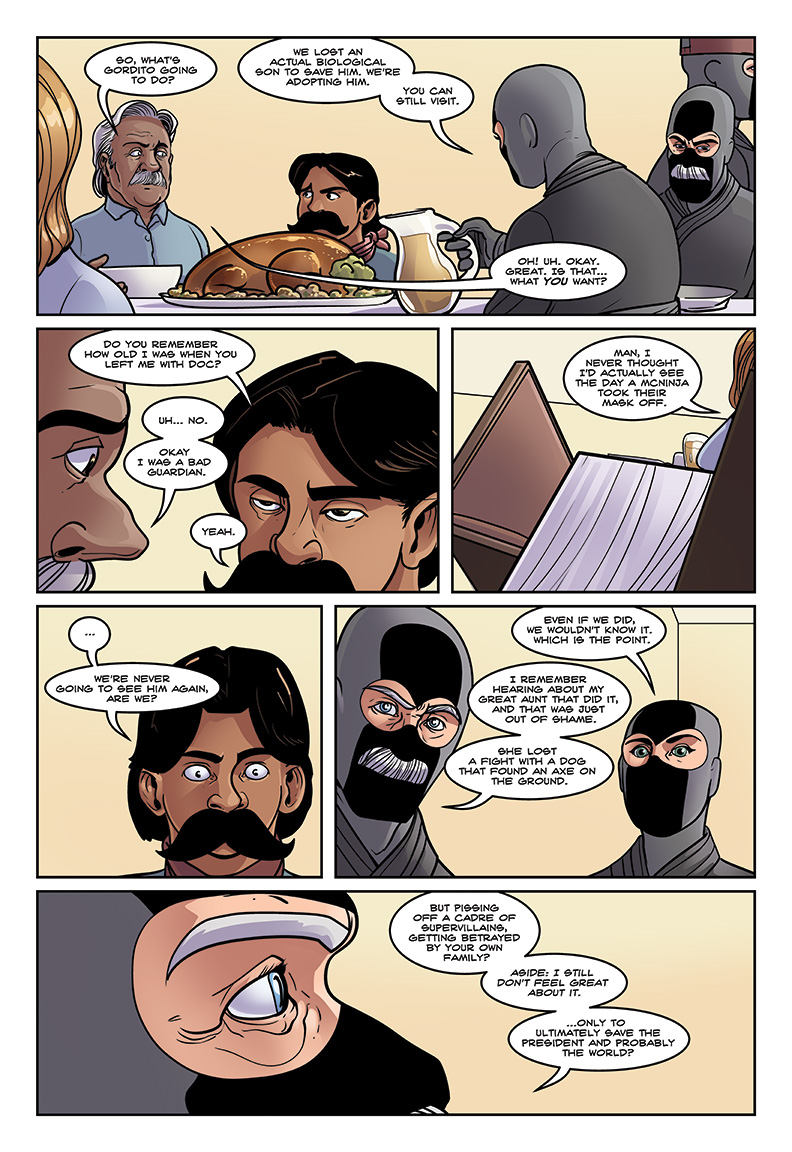 SO, WHAT'S
GORDITO GOING
TO DO?
WE LOST AN
ACTUAL BIOLOGICAL
SON TO SAVE HIM. WE'RE
ADOPTING HIM.
YOU CAN
STILL VISIT.
OH! UH. OKAY.
GREAT. IS THAT...
WHAT YOU WANT?
DO YOU REMEMBER
HOW OLD I WAS WHEN YOU
LEFT ME WITH DOC?
UH... NO.
OKAY
I WAS A BAD
GUARDIAN.
YEAH.
MAN, I
NEVER THOUGHT
I'D ACTUALLY SEE
THE DAY A MCNINJA
TOOK THEIR
MASK OFF.
...
WE'RE NEVER
GOING TO SEE HIM AGAIN,
ARE WE?
EVEN IF WE DID,
WE WOULDN'T KNOW IT.
WHICH IS THE POINT.
I REMEMBER
HEARING ABOUT MY
GREAT AUNT THAT DID IT,
AND THAT WAS JUST
OUT OF SHAME.
SHE LOST
A FIGHT WITH A DOG
THAT FOUND AN AXE ON
THE GROUND.
BUT PISSING
OFF A CADRE OF
SUPERVILLAINS,
GETTING BETRAYED
BY YOUR OWN
FAMILY?
ASIDE: I STILL
DON'T FEEL GREAT
ABOUT IT.
...ONLY TO
ULTIMATELY SAVE THE
PRESIDENT AND PROBABLY
THE WORLD?